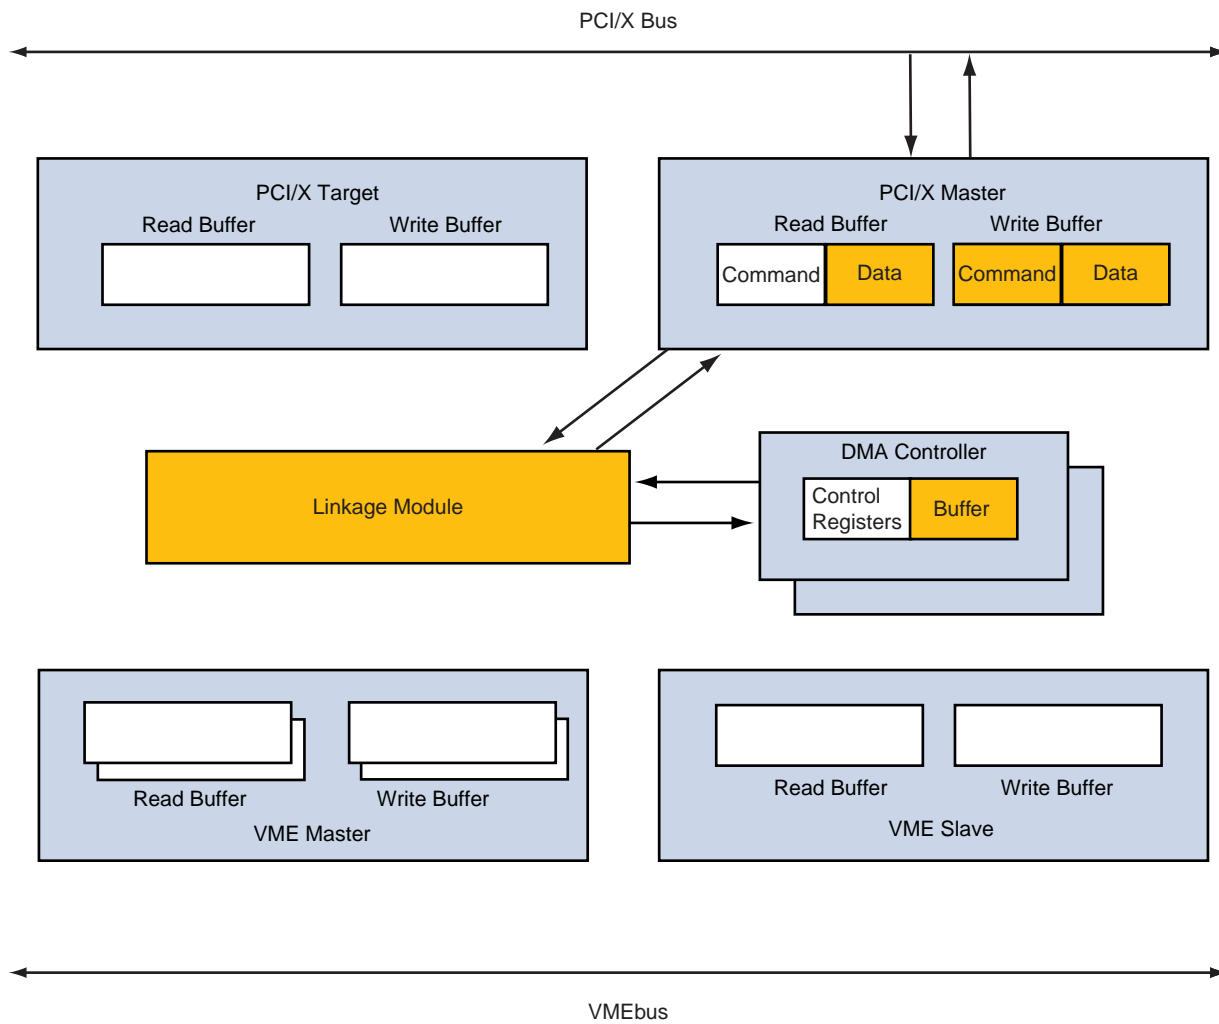 PCI/X Bus
PCI/X Target
Read Buffer
Write Buffer
PCI/X Master
Read Buffer
Write Buffer
Command
Data
Command
Data
Linkage Module
DMA Controller
Control
Registers
Buffer
Read Buffer
Write Buffer
VME Master
Read Buffer
Write Buffer
VME Slave
VMEbus